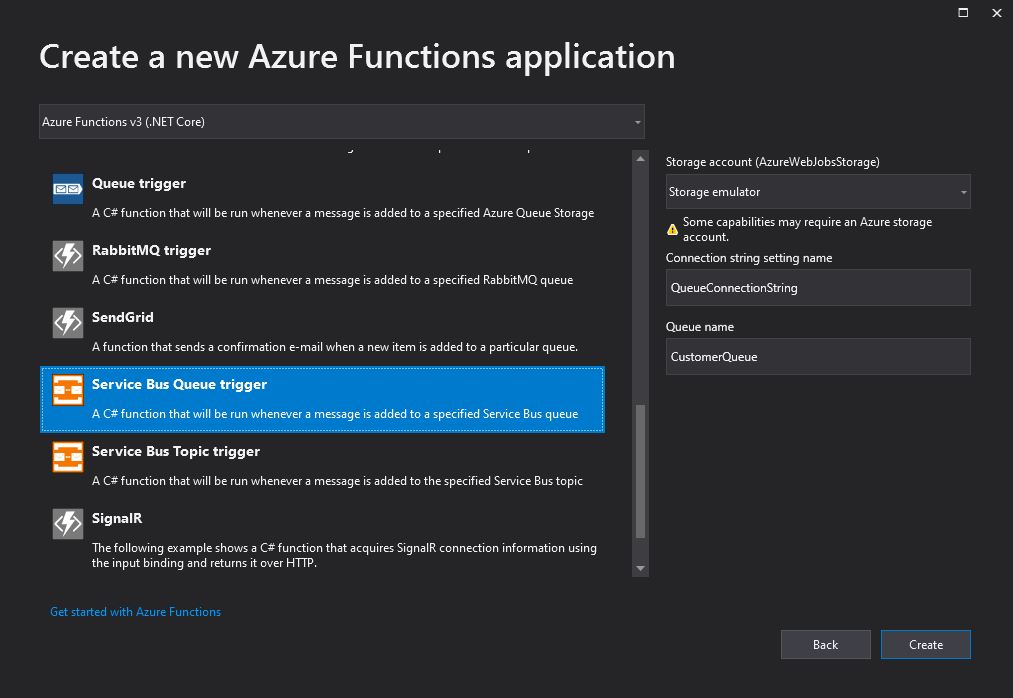 Create a new Azure Functions application
Azure Functions v3 (.NET Core)
Queue trigger
A C# function that will be run whenever a message is added to a specified Azure Queue Storage
RabbitMQ trigger
A C# function that will be run whenever a message is added to a specified RabbitMQ queue
SendGrid
A function that sends a confirmation e-mail when a new item is added to a particular queue.
Service Bus Queue trigger
A C# function that will be run whenever a message is added to a specified Service Bus queue
Service Bus Topic trigger
A C# function that will be run whenever a message is added to the specified Service Bus topic
SignalR
The following example shows a C# function that acquires SignalR connection information using
the input binding and returns it over HTTP.
Get started with Azure Functions
Storage account (AzureWebJobsStorage)
Storage emulator
Some capabilities may require an Azure storage
account.
Connection string setting name
QueueConnectionString
Queue name
CustomerQueue
Back
Create